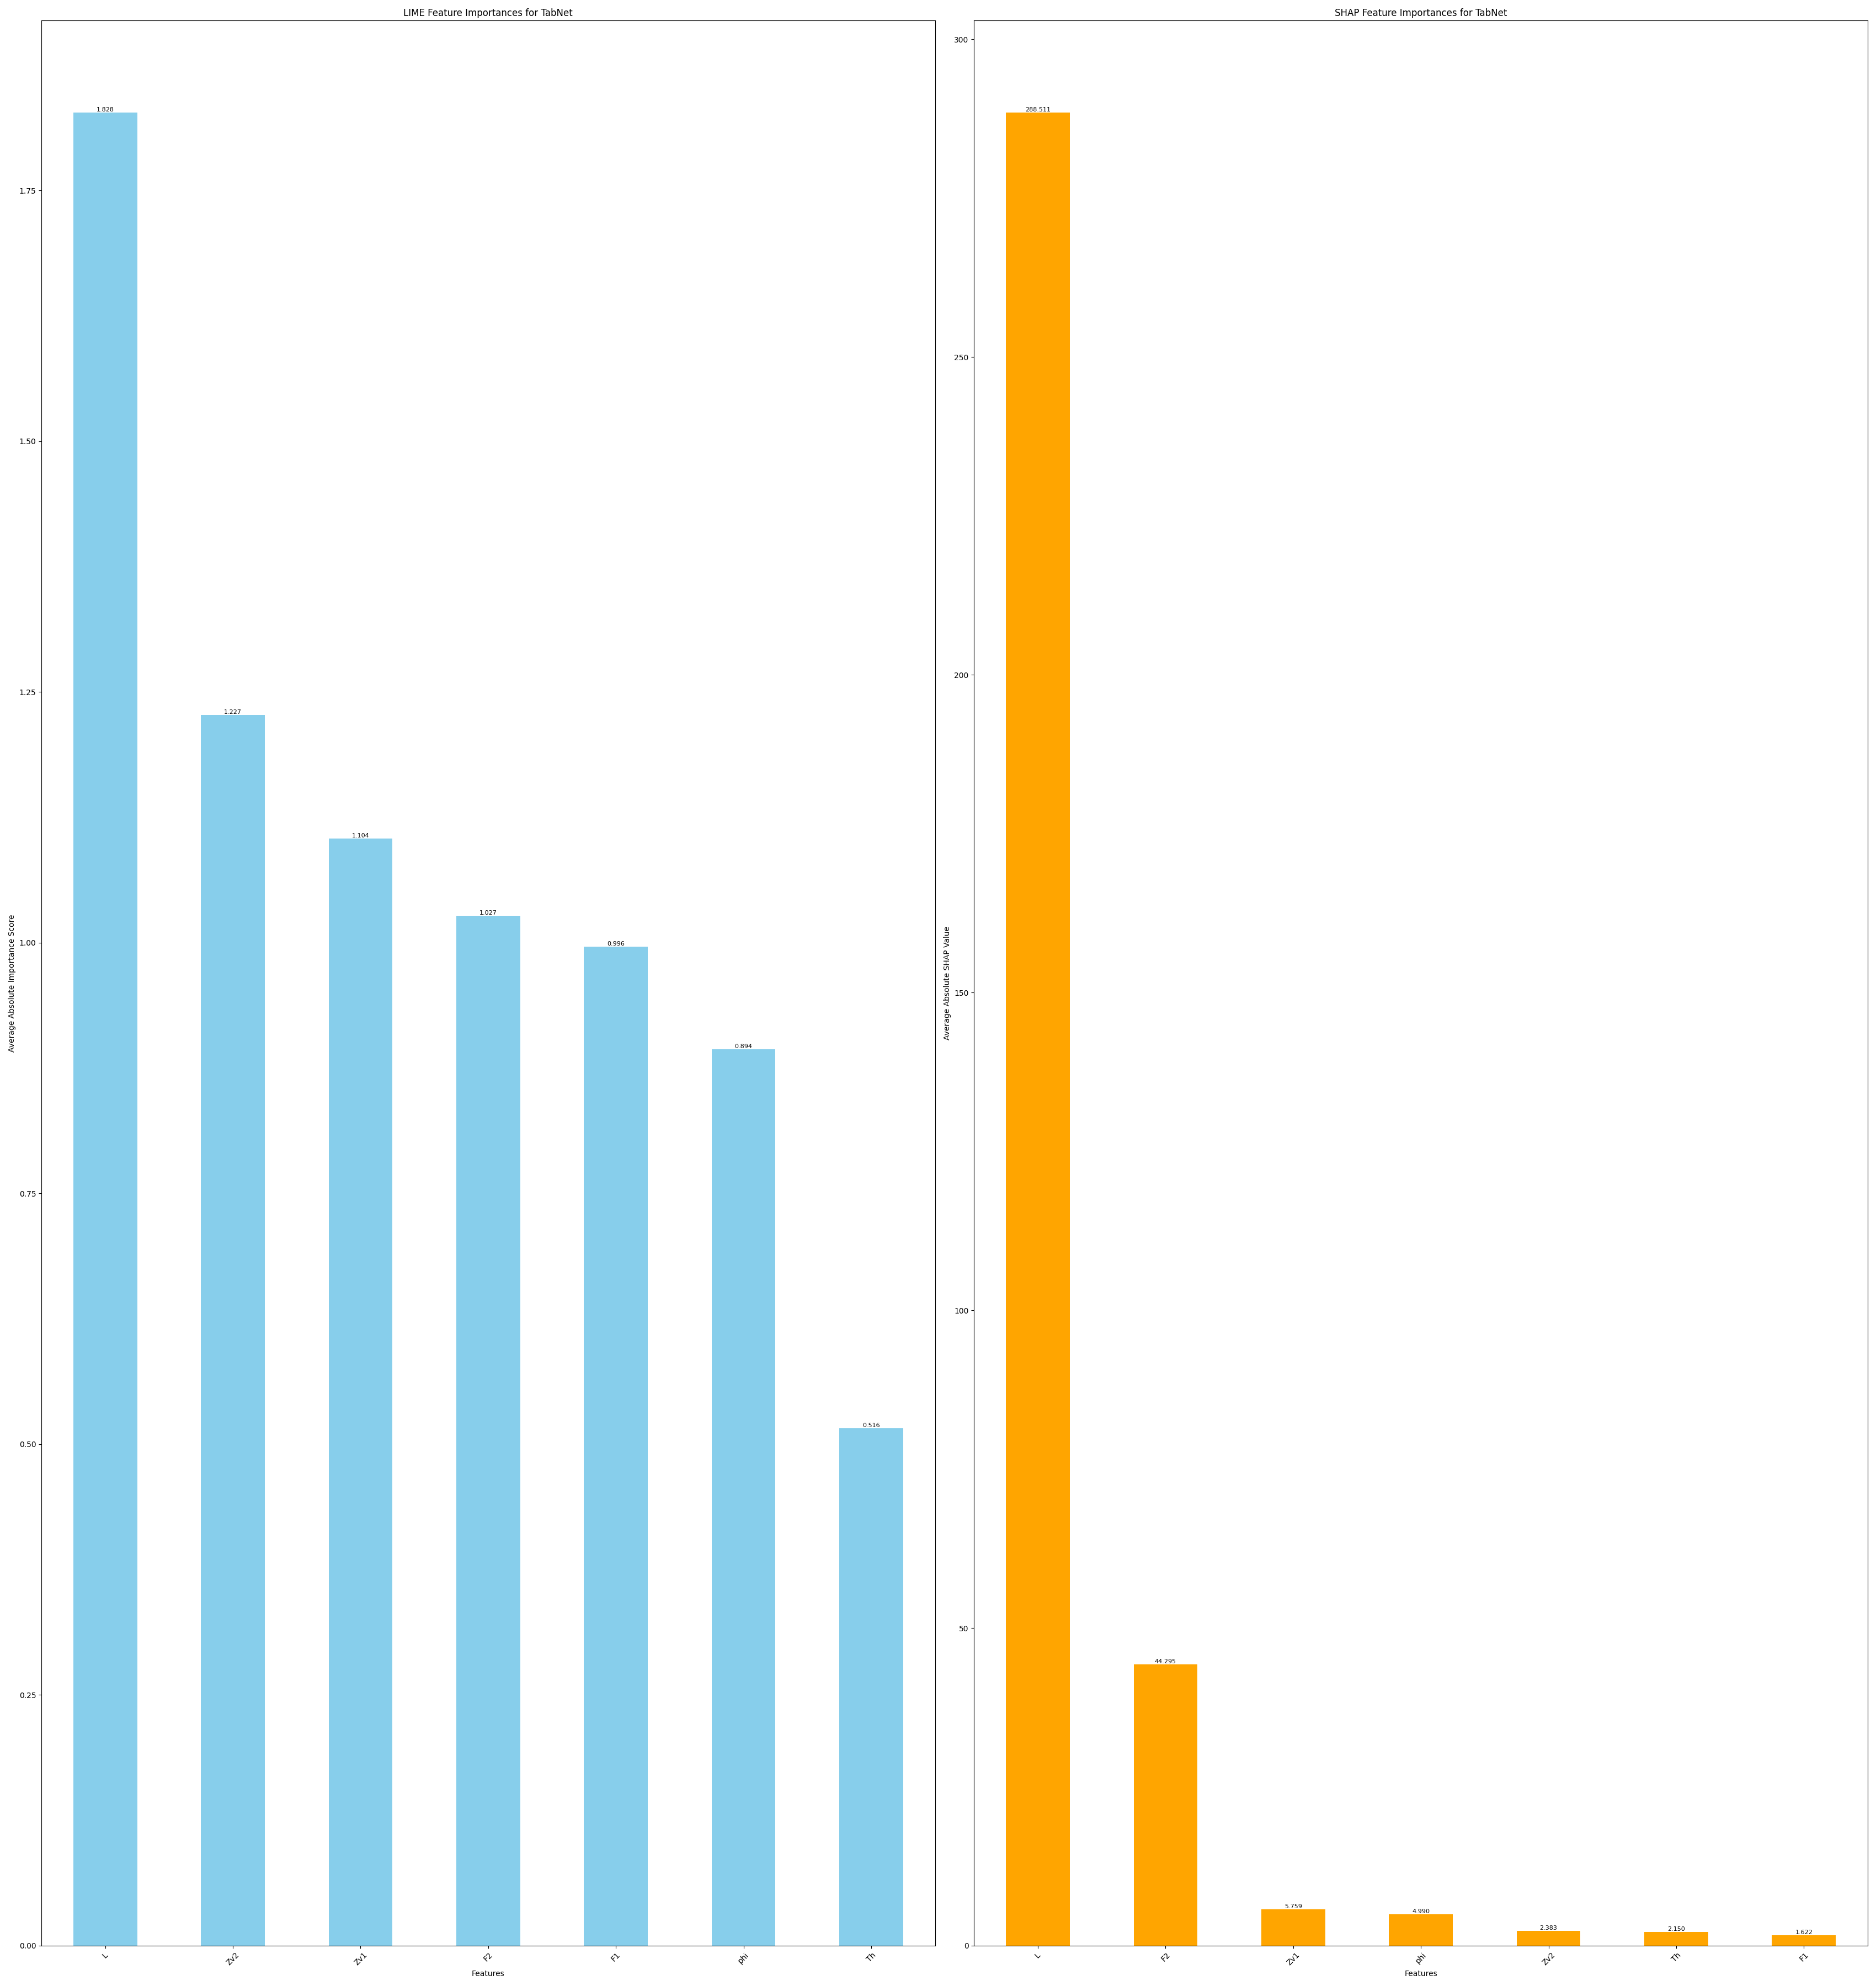 LIME Feature Importances for TabNet
Average Absolute Importance Score
1.75
1.50
1.25
1.00
0.75
0.50
0.25
0.00
1.828
1.227
1.104
1.027
0.996
0.894
0.516
L
Zv2
Zv1
F2
F1
phi
Th
Features
SHAP Feature Importances for TabNet
Average Absolute SHAP Value
300
250
200
150
100
50
0
288.511
44.295
5.759
4.990
2.383
2.150
1.622
L
F2
Zv1
phi
Zv2
Th
F1
Features